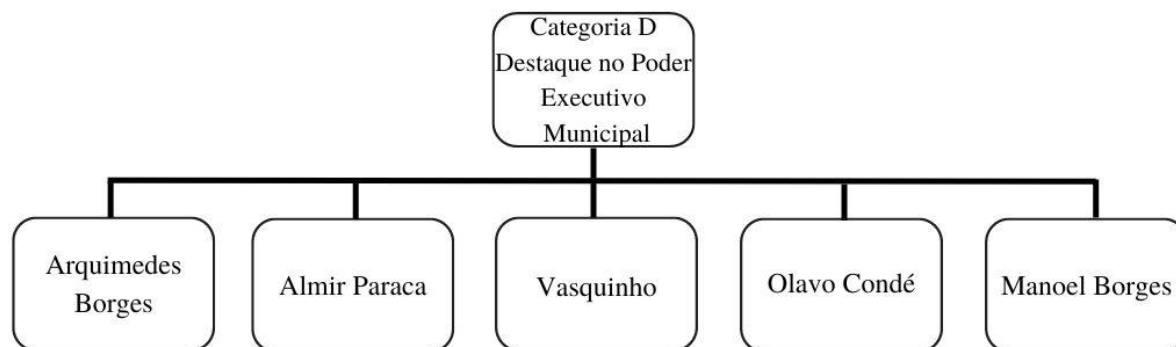 Categoria D
Destaque no Poder
Executivo
Municipal
Arquimedes
Borges
Almir Paraca
Vasquinho
Olavo Condé
Manoel Borges